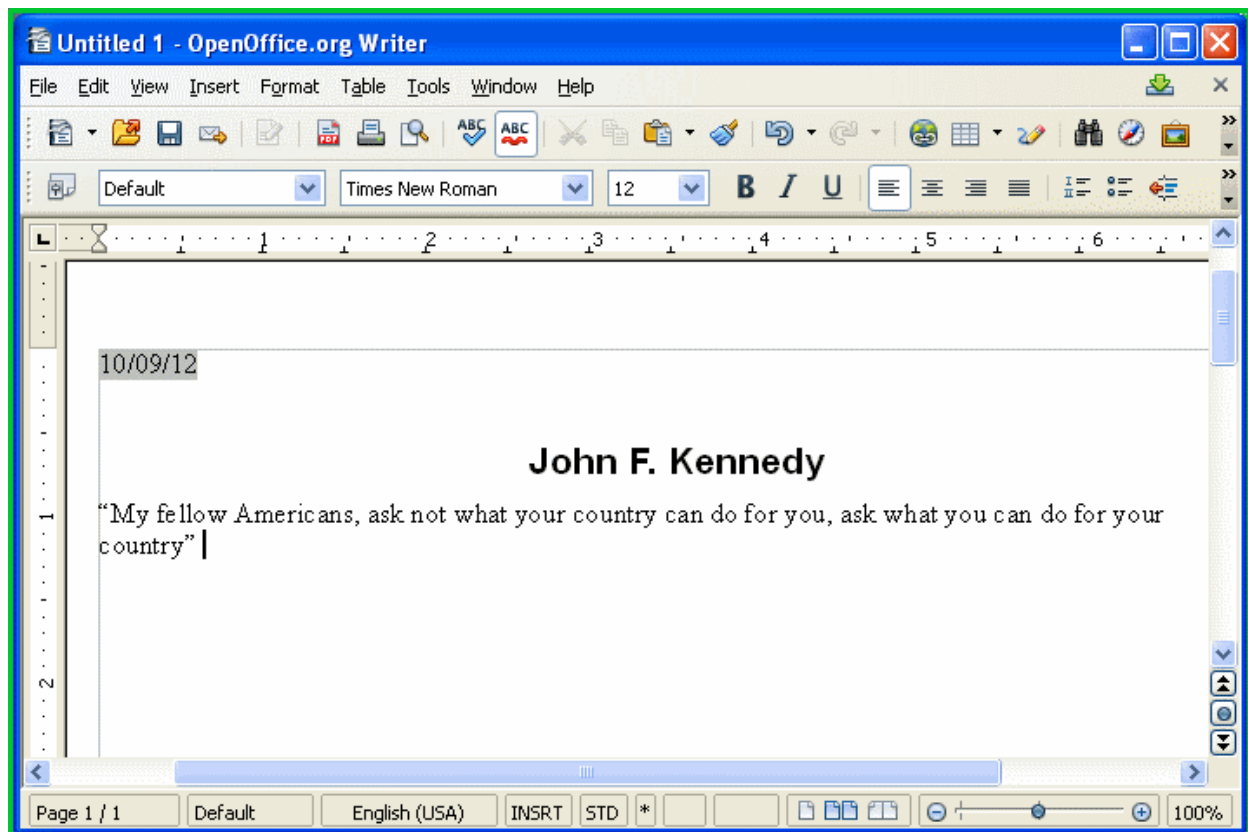 Untitled 1 - OpenOffice.org Writer
File Edit View Insert Format Table Tools Window Help
Default Times New Roman 12 B I U
1 2 3 4 5 6
10/09/12
John F. Kennedy
“My fellow Americans, ask not what your country can do for you, ask what you can do for your
country”
1
2
Page 1 / 1 Default English (USA) INSRT STD * 100%